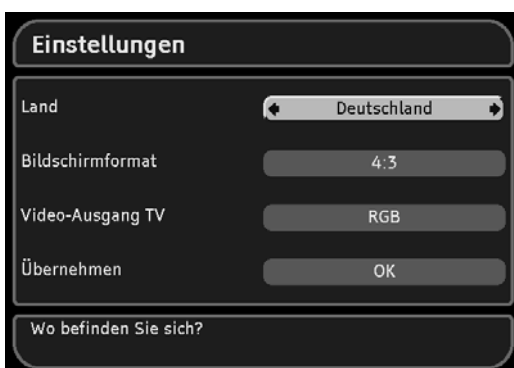 Einstellungen
Land Deutschland
Bildschirmformat 4:3
Video-Ausgang TV RGB
Übernehmen OK
Wo befinden Sie sich?